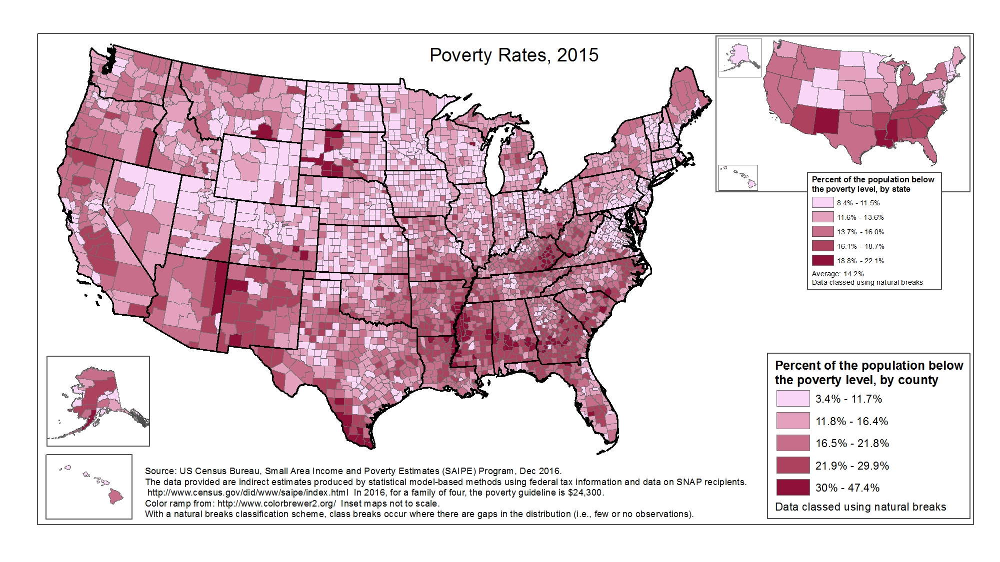 Poverty Rates, 2015
Percent of the population below
the poverty level, by state
8.4% - 11.5%
11.6% - 13.6%
13.7% - 16.0%
16.1% - 18.7%
18.8% - 22.1%
Average: 14.2%
Data classed using natural breaks
Percent of the population below
the poverty level, by county
3.4% - 11.7%
11.8% - 16.4%
16.5% - 21.8%
21.9% - 29.9%
30% - 47.4%
Data classed using natural breaks
Source: US Census Bureau, Small Area Income and Poverty Estimates (SAIPE) Program, Dec 2016.
The data provided are indirect estimates produced by statistical model-based methods using federal tax information and data on SNAP recipients.
http://www.census.gov/did/www/saipe/index.html In 2016, for a family of four, the poverty guideline is $24,300.
Color ramp from: http://www.colorbrewer2.org/ Inset maps not to scale.
With a natural breaks classification scheme, class breaks occur where there are gaps in the distribution (i.e., few or no observations).